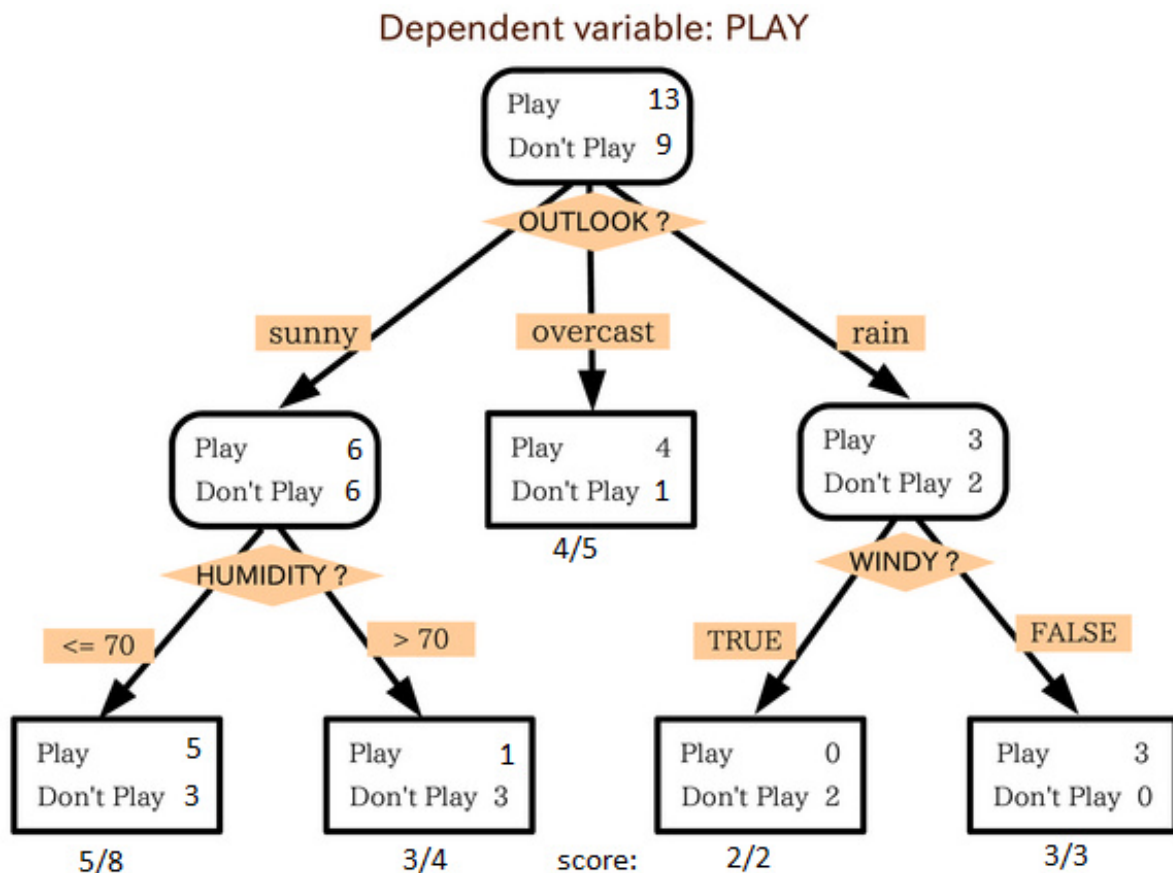 Dependent variable: PLAY
Play 13
Don't Play 9
OUTLOOK ?
sunny
overcast
rain
Play 6
Don't Play 6
Play 4
Don't Play 1
Play 3
Don't Play 2
4/5
HUMIDITY ?
WINDY ?
<= 70
> 70
TRUE
FALSE
Play 5
Don't Play 3
Play 1
Don't Play 3
Play 0
Don't Play 2
Play 3
Don't Play 0
5/8
3/4
score:
2/2
3/3